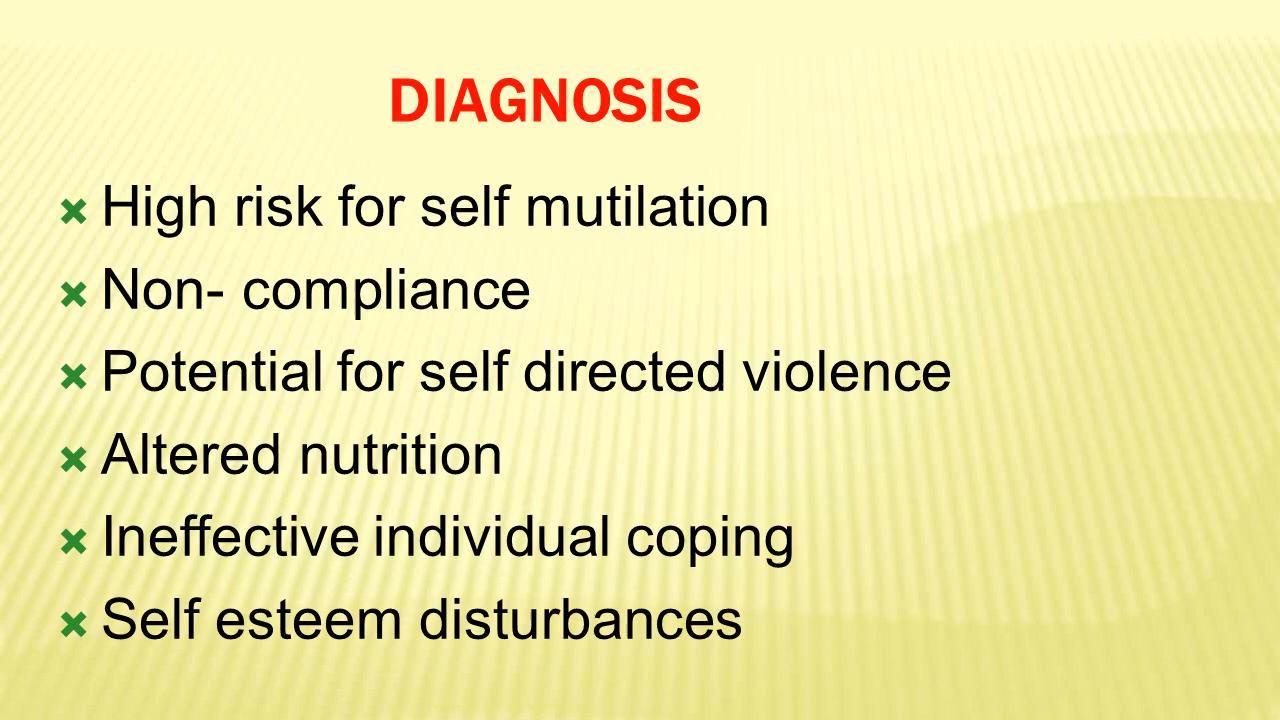 DIAGNOSIS
High risk for self mutilation
Non- compliance
Potential for self directed violence
Altered nutrition
Ineffective individual coping
Self esteem disturbances